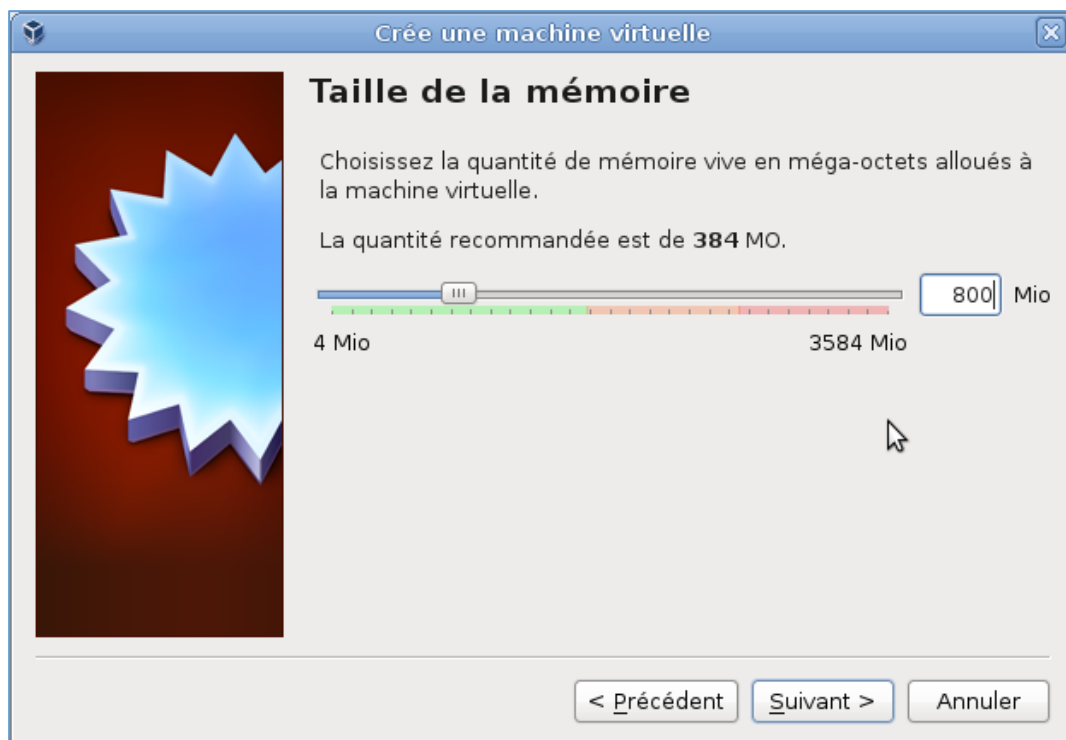 Crée une machine virtuelle
Taille de la mémoire
Choisissez la quantité de mémoire vive en méga-octets alloués à
la machine virtuelle.
La quantité recommandée est de 384 MO.
800 Mio
4 Mio 3584 Mio
< Précédent Suivant > Annuler